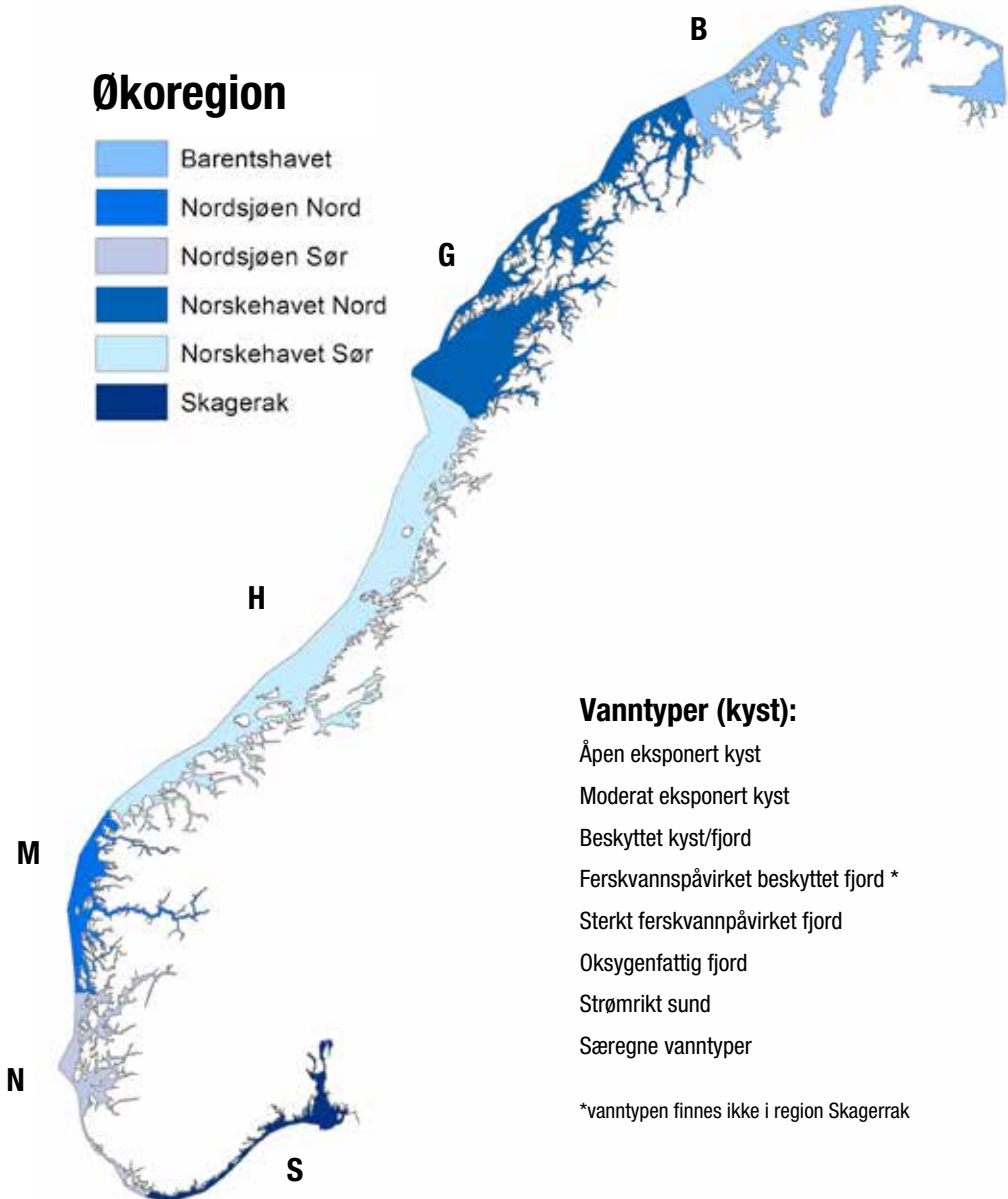 B
Økoregion
Barentshavet
Nordsjøen Nord
Nordsjøen Sør
Norskehavet Nord
Norskehavet Sør
Skagerak
G
H
M
N
S
Vanntyper (kyst):
Åpen eksponert kyst
Moderat eksponert kyst
Beskyttet kyst/fjord
Ferskvannspåvirket beskyttet fjord *
Sterkt ferskvannpåvirket fjord
Oksygenfattig fjord
Strømrikt sund
Særegne vanntyper
*vanntypen finnes ikke i region Skagerrak